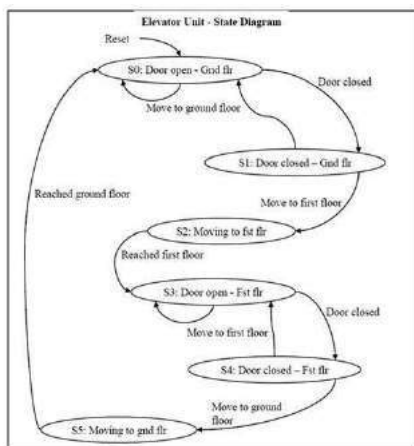 Elevator Unit - State Diagram
Reset
S0: Door open - Gnd flr
Door closed
Move to ground floor
S1: Door closed – Gnd flr
Reached ground floor
Move to first floor
S2: Moving to fst flr
Reached first floor
S3: Door open - Fst flr
Door closed
Move to first floor
S4: Door closed – Fst flr
Move to ground
floor
S5: Moving to gnd flr